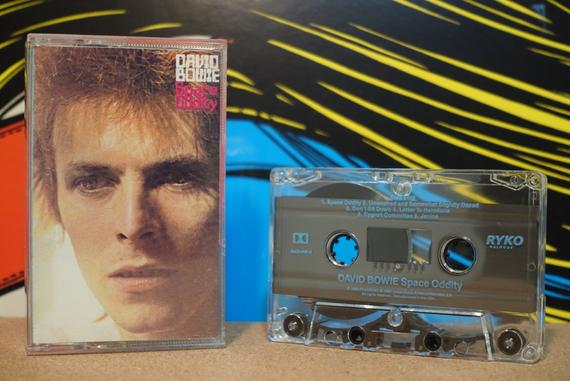 DAVID
BOWIE
Space
Oddity
1. Space Oddity 2. Unwashed and Somewhat Slightly Dazed
3. Don't Sit Down 4. Letter To Hermione
5. Cygnet Committee 6. Janine
RYKO
DAVID BOWIE Space Oddity